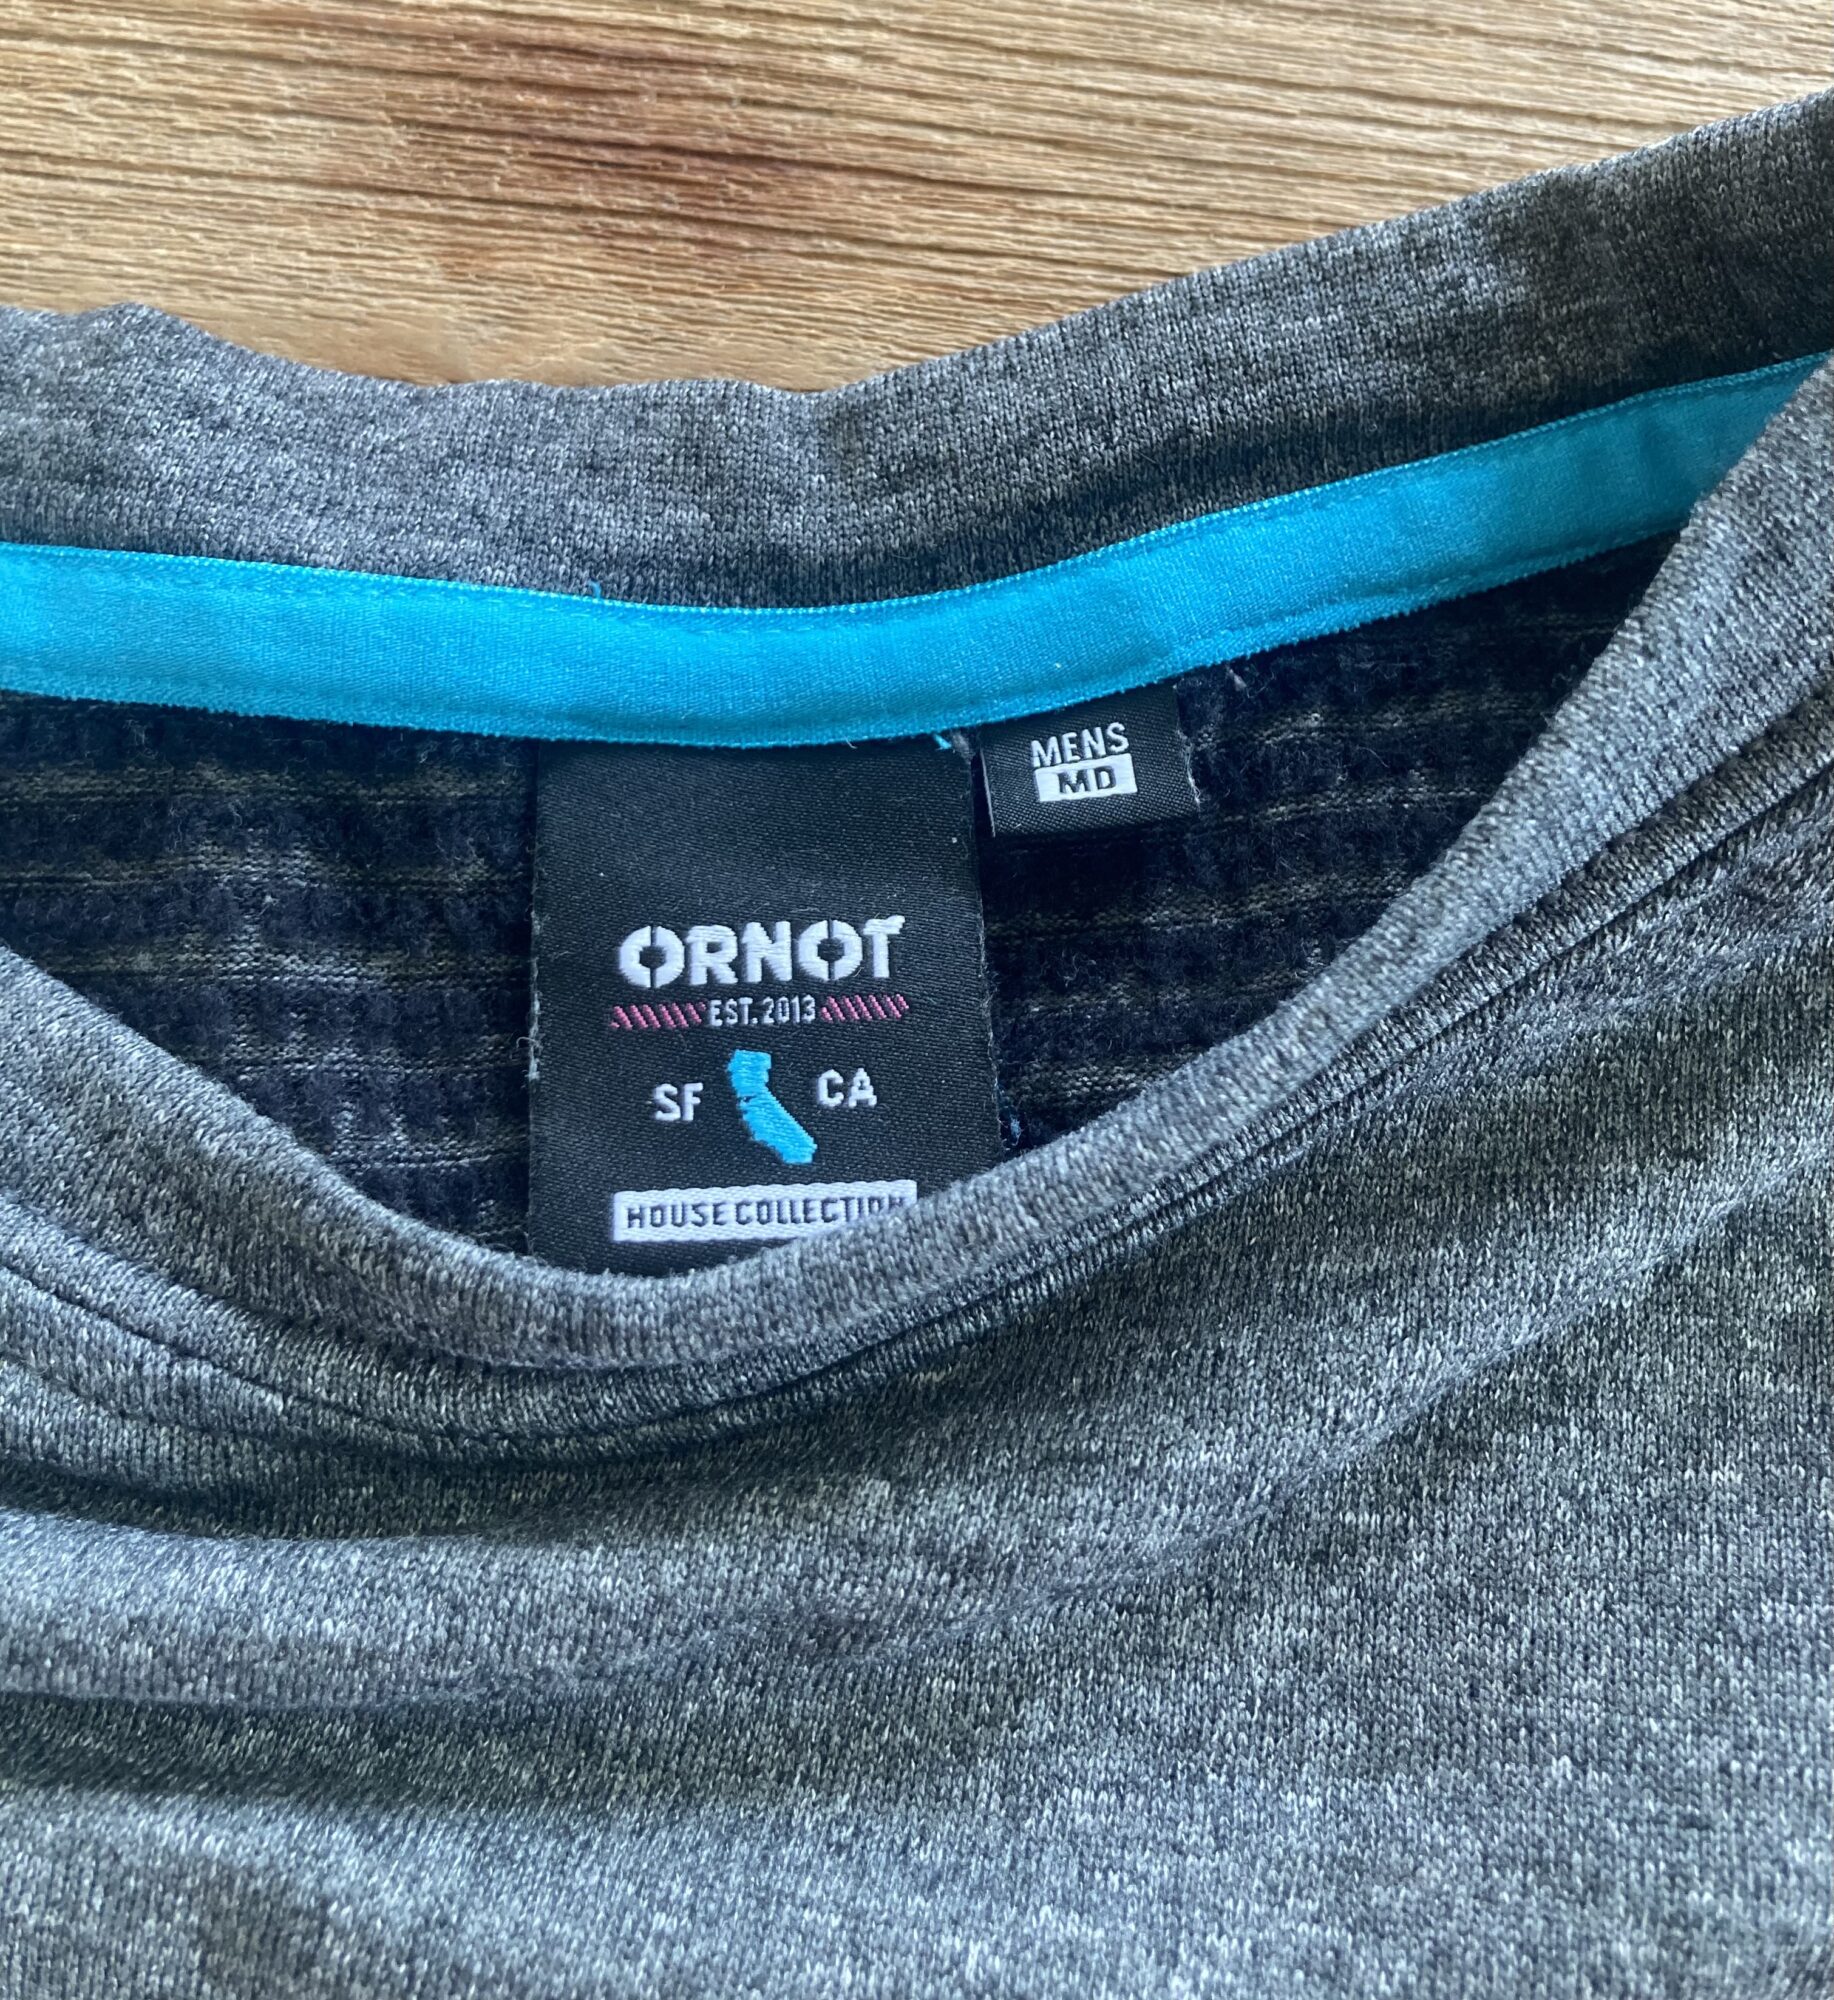 MENS
MD
ORNOT
EST. 2013
SF CA
HOUSE COLLECTION